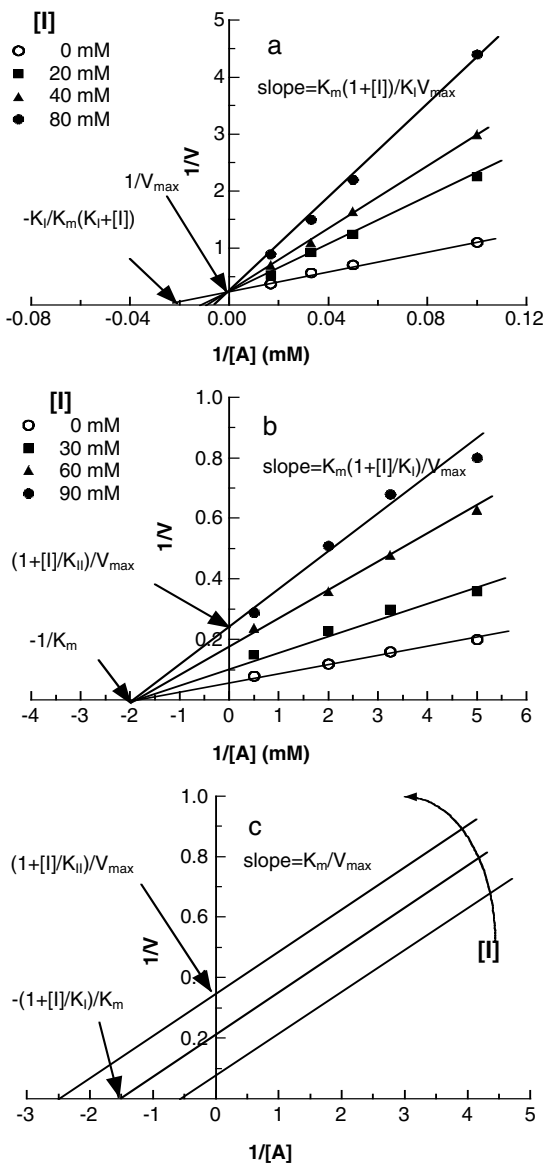 [I]
0 mM
20 mM
40 mM
80 mM
a
slope=Km(1+[I])/KIVmax
1/Vmax
-KI/Km(KI+[I])
1/V
4
3
2
1
-0.08
-0.04
0.00
0.04
0.08
0.12
1/[A] (mM)
[I]
0 mM
30 mM
60 mM
90 mM
b
slope=Km(1+[I]/KI)/Vmax
(1+[I]/KII)/Vmax
-1/Km
1/V
1.0
0.8
0.6
0.4
0.2
-4
-3
-2
-1
0
1
2
3
4
5
6
1/[A] (mM)
c
slope=Km/Vmax
(1+[I]/KII)/Vmax
-(1+[I]/KI)/Km
[I]
1/V
1.0
0.8
0.6
0.4
0.2
-3
-2
-1
0
1
2
3
4
5
1/[A]